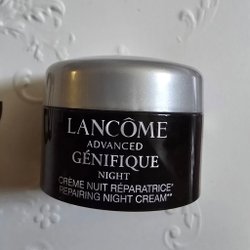 LANCÔME
ADVANCED
GÉNIFIQUE
NIGHT
CRÈME NUIT RÉPARATRICE*
REPAIRING NIGHT CREAM**